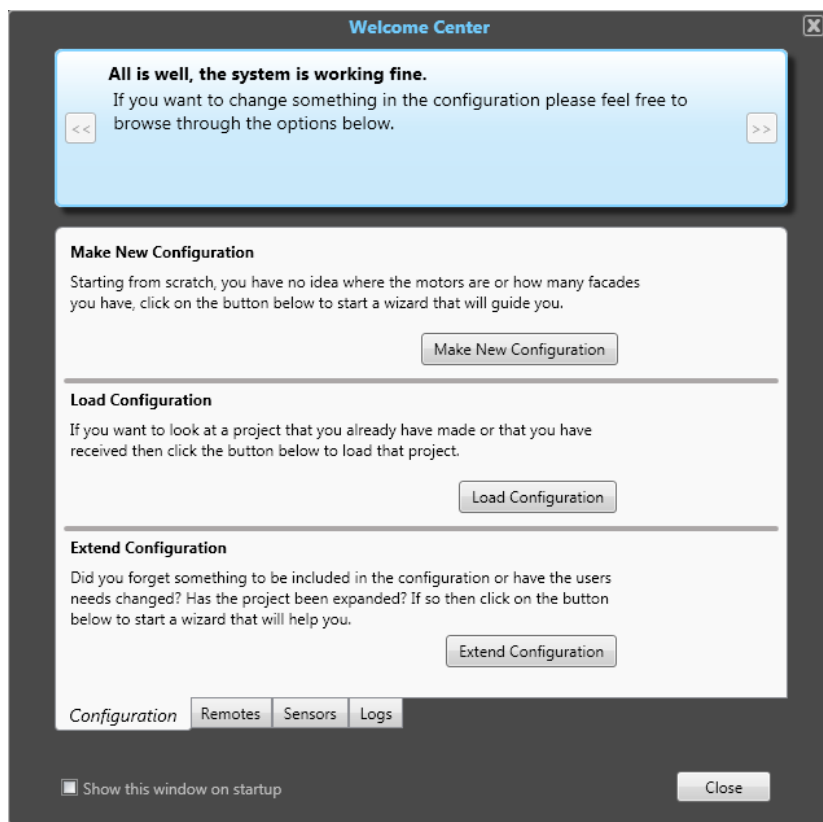 Welcome Center
X
All is well, the system is working fine.
If you want to change something in the configuration please feel free to
<< browse through the options below. >>
Make New Configuration
Starting from scratch, you have no idea where the motors are or how many facades
you have, click on the button below to start a wizard that will guide you.
Make New Configuration
Load Configuration
If you want to look at a project that you already have made or that you have
received then click the button below to load that project.
Load Configuration
Extend Configuration
Did you forget something to be included in the configuration or have the users
needs changed? Has the project been expanded? If so then click on the button
below to start a wizard that will help you.
Extend Configuration
Configuration Remotes Sensors Logs
Show this window on startup
Close